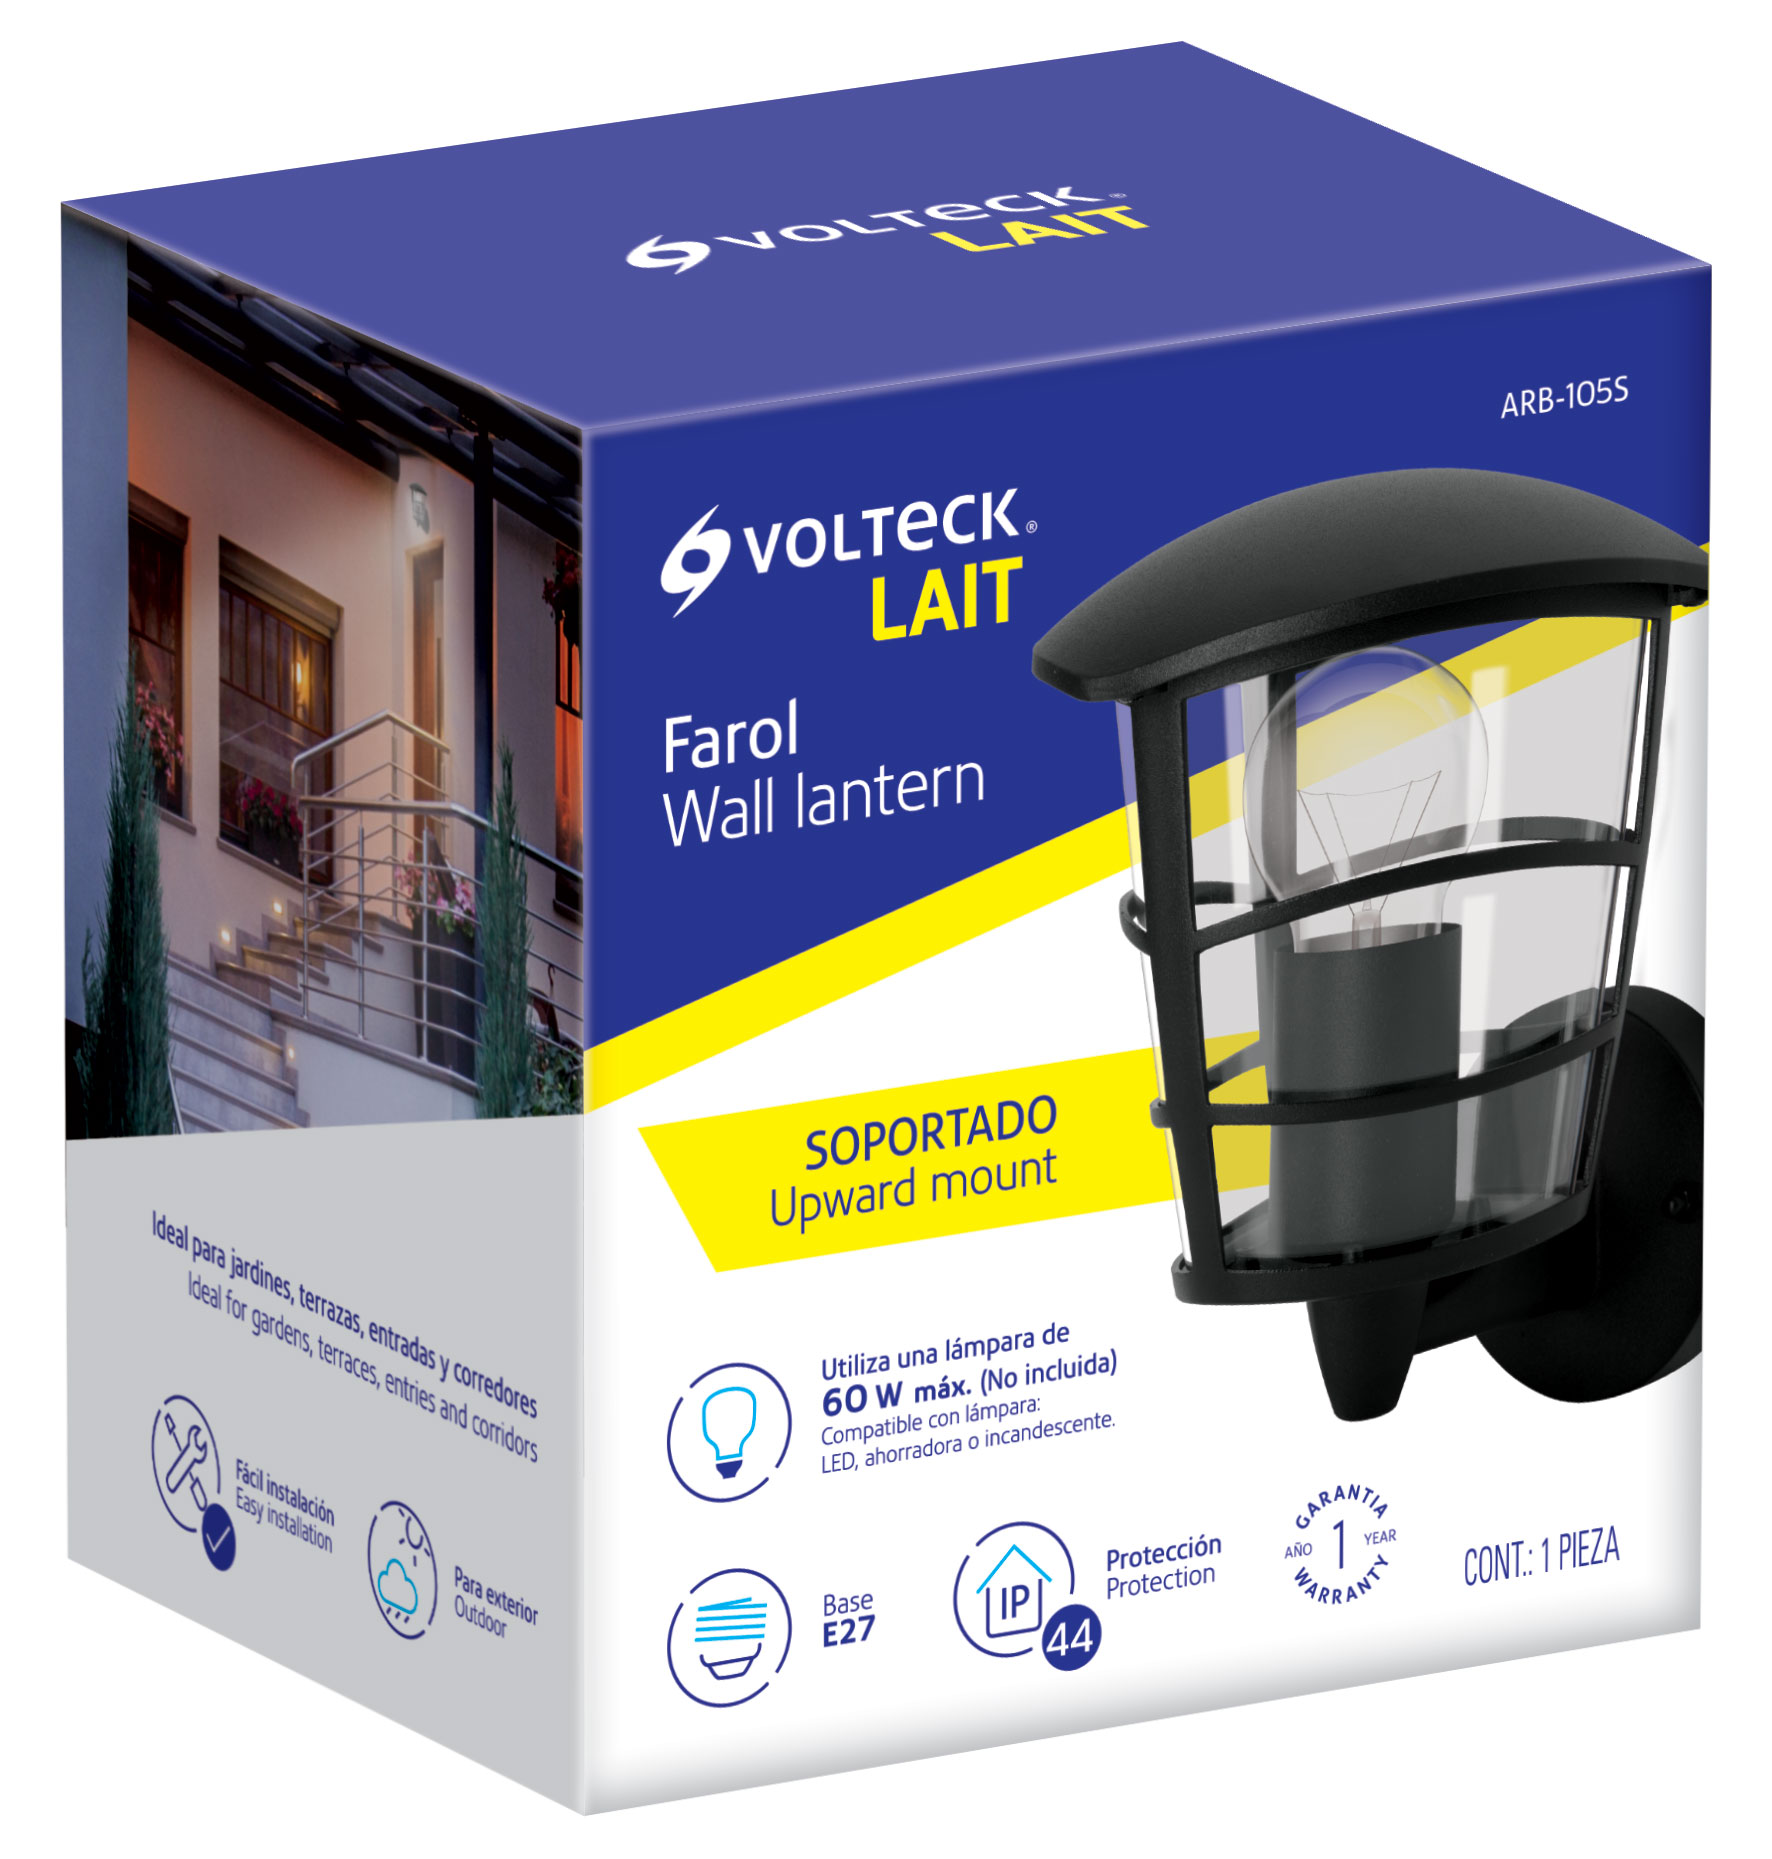 VOLTECK®
LAIT
ARB-105S
VOLTECK®
LAIT
Farol
Wall lantern
SOPORTADO
Upward mount
Utiliza una lámpara de
60 W máx. (No incluida)
Compatible con lámpara:
LED, ahorradora o incandescente.
Base
E27
IP
44
Protección
Protection
GARANTIA
AÑO 1 YEAR
WARRANTY
CONT.: 1 PIEZA
Ideal para jardines, terrazas, entradas y corredores
Ideal for gardens, terraces, entries and corridors
Fácil instalación
Easy installation
Para exterior
Outdoor